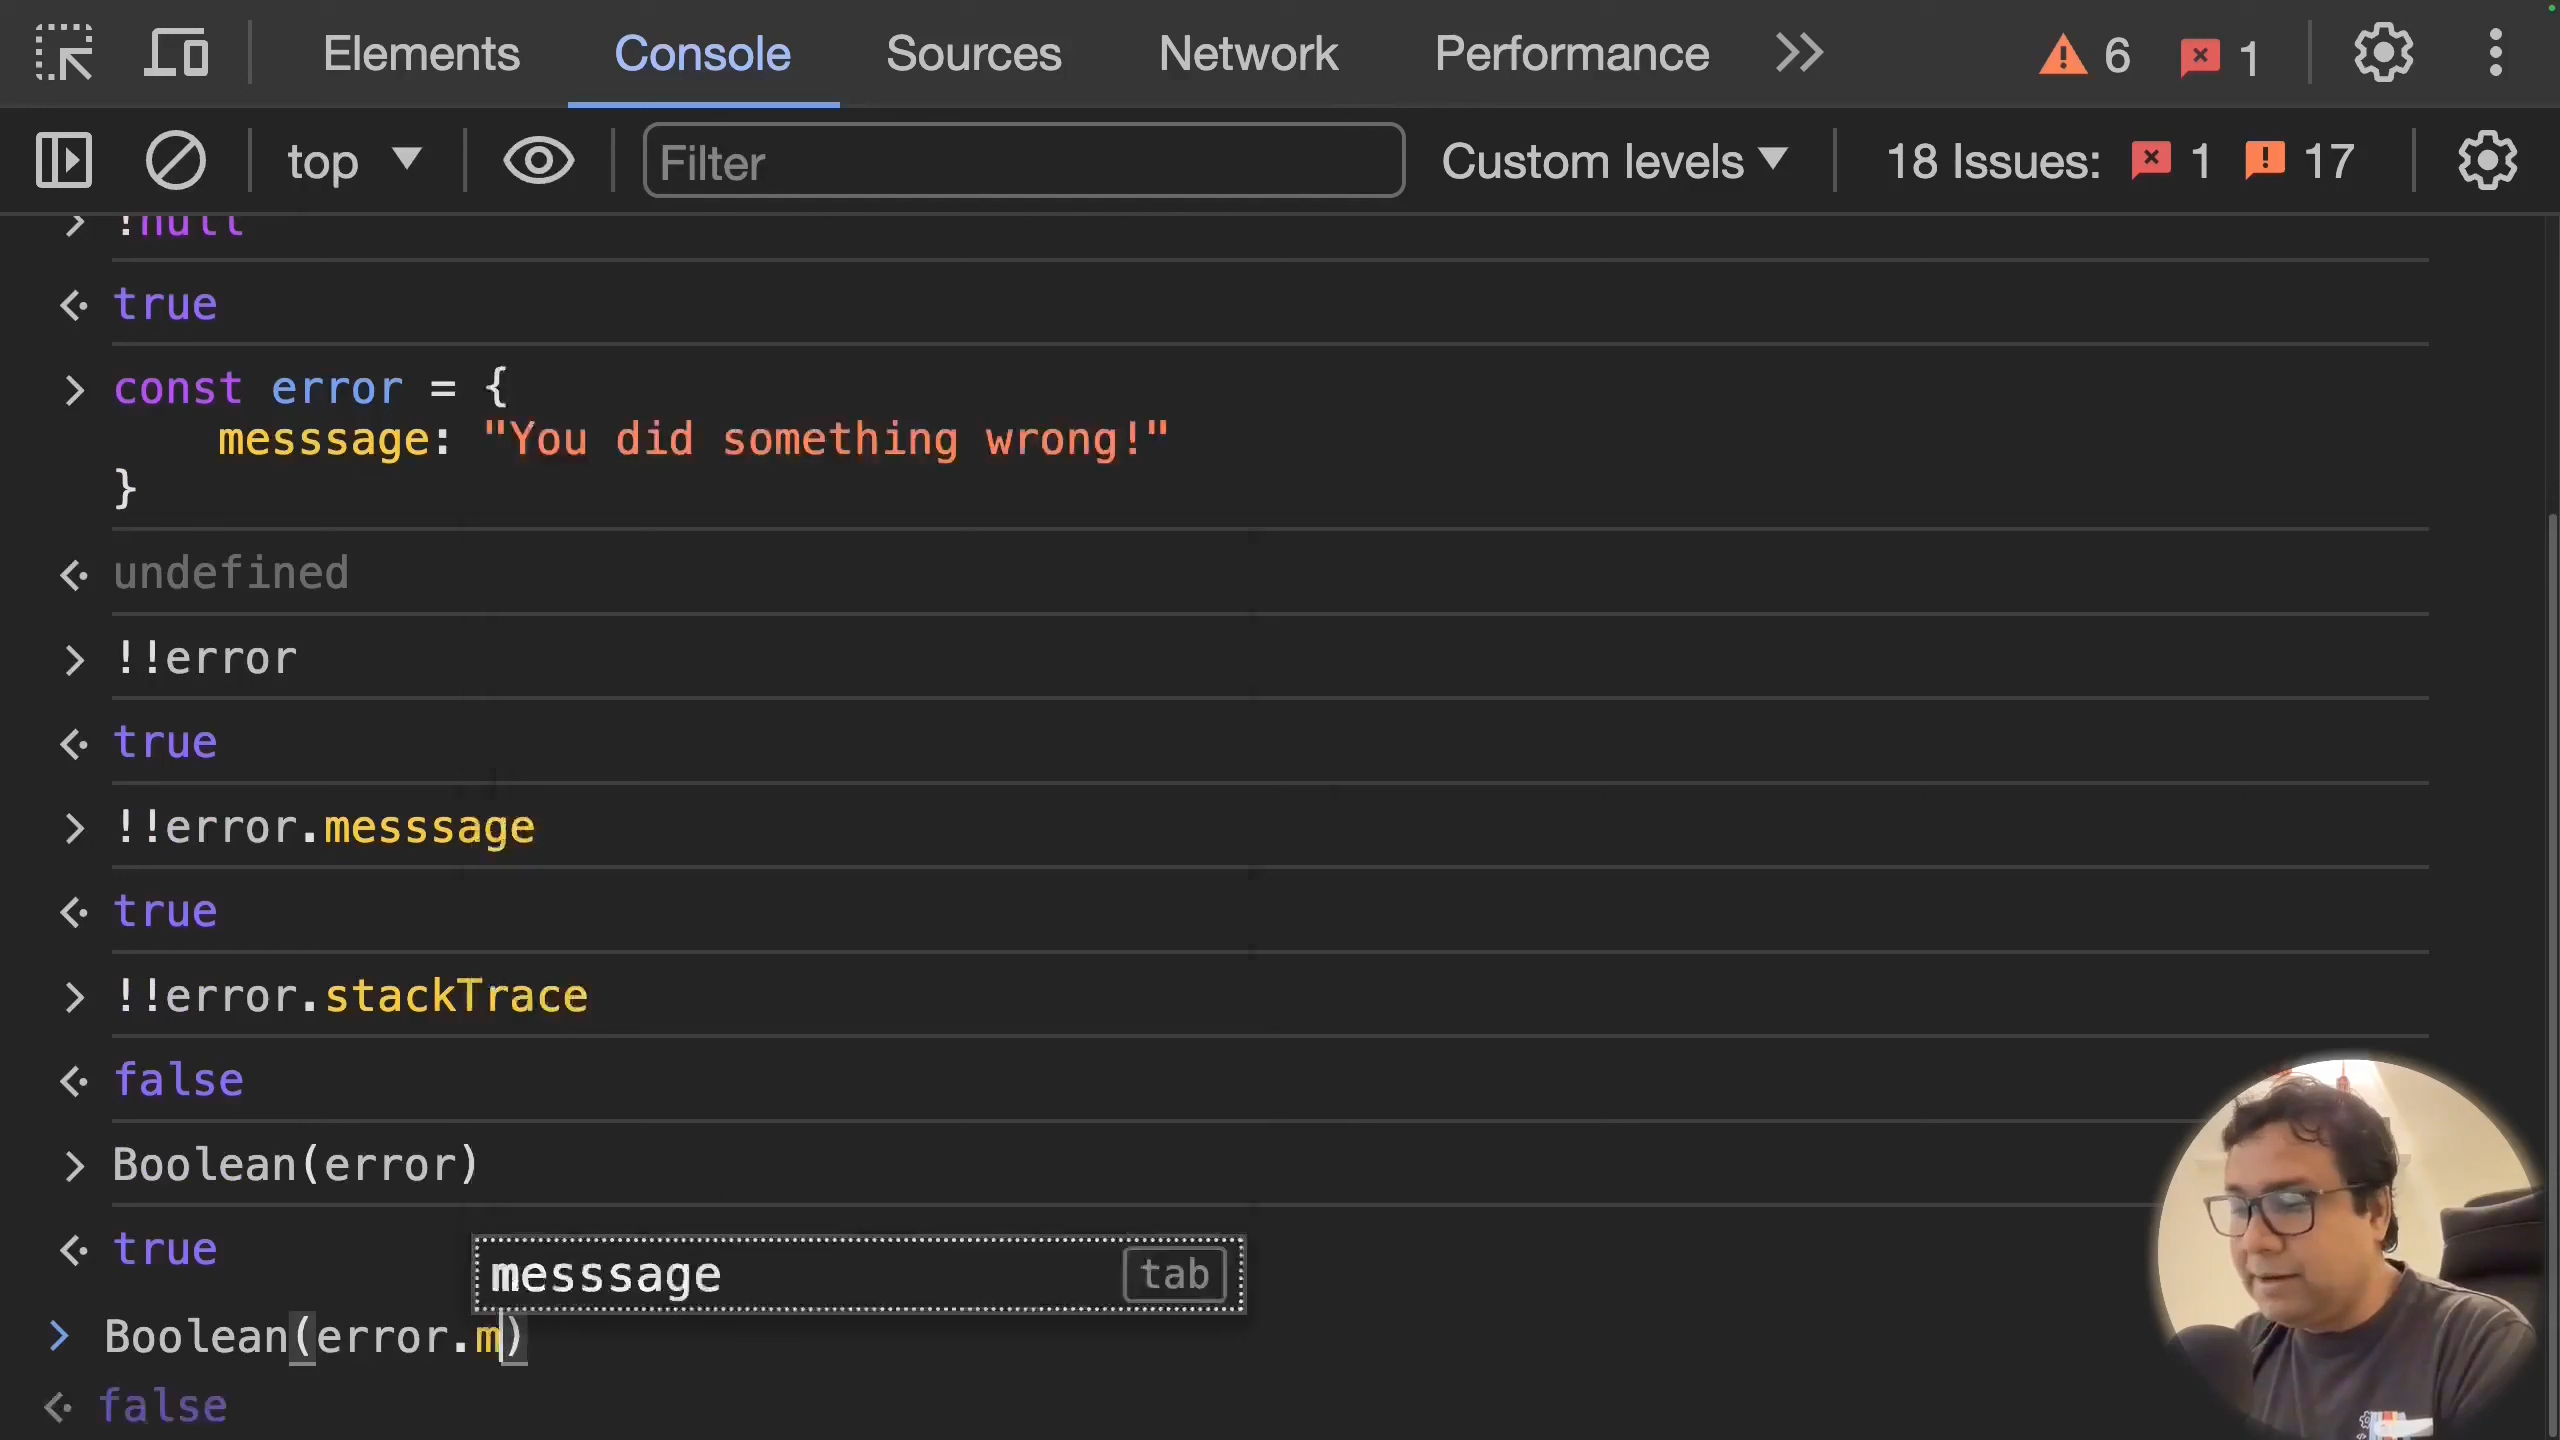 Elements Console Sources Network Performance 6 1
top Filter Custom levels 18 Issues: 1 17
!null
true
const error = {
messsage: "You did something wrong!"
}
undefined
!!error
true
!!error.messsage
true
!!error.stackTrace
false
Boolean(error)
true
messsage tab
Boolean(error.m)
false